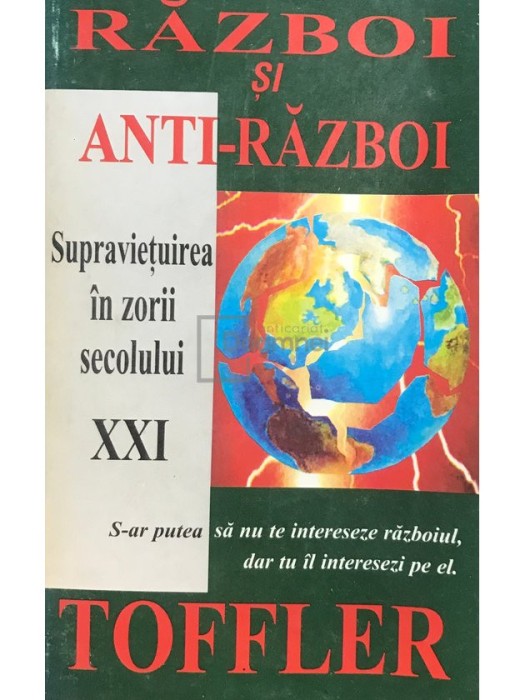 RĂZBOI
ȘI
ANTI-RĂZBOI
Supraviețuirea
în zorii
secolului
XXI
anticariat
S-ar putea să nu te intereseze războiul,
dar tu îl interesezi pe el.
TOFFLER